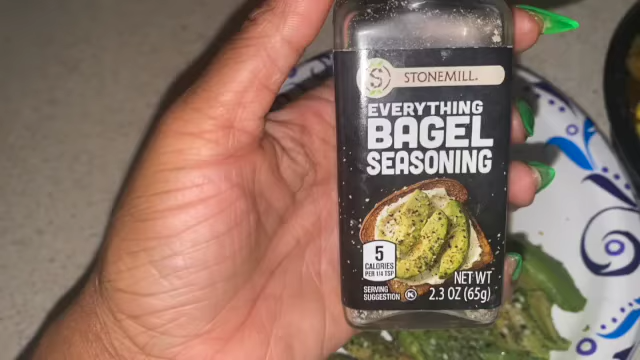 S STONEMILL®
EVERYTHING
BAGEL
SEASONING
5
CALORIES
PER 1/4 TSP
SERVING
SUGGESTION K
NET WT
2.3 OZ (65g)